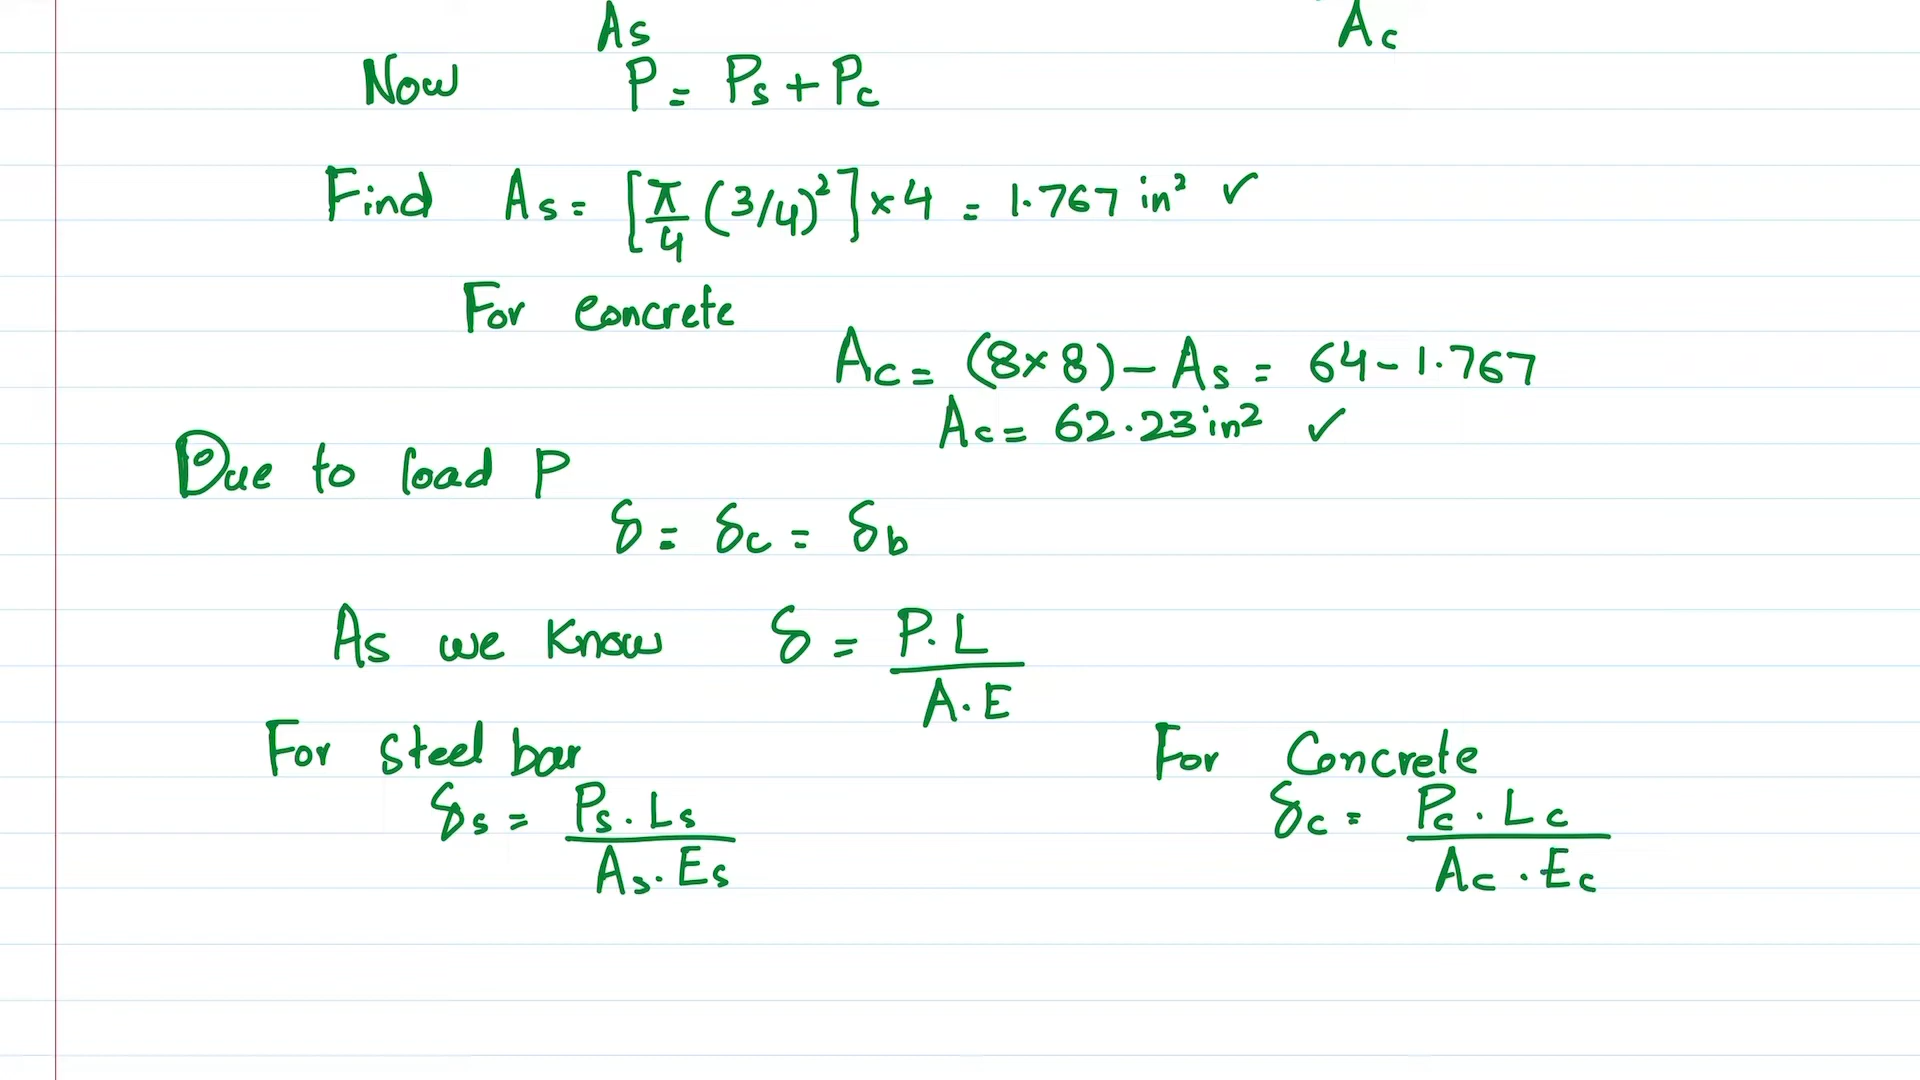 As Ac
Now P = Ps + Pc
Find As = [π/4 (3/4)²] × 4 = 1.767 in² ✓
For concrete
Ac = (8×8) − As = 64 − 1.767
Ac = 62.23 in² ✓
Due to load P
δ = δc = δb
As we know δ = P.L / A.E
For steel bar For Concrete
δs = Ps.Ls / As.Es δc = Pc.Lc / Ac.Ec